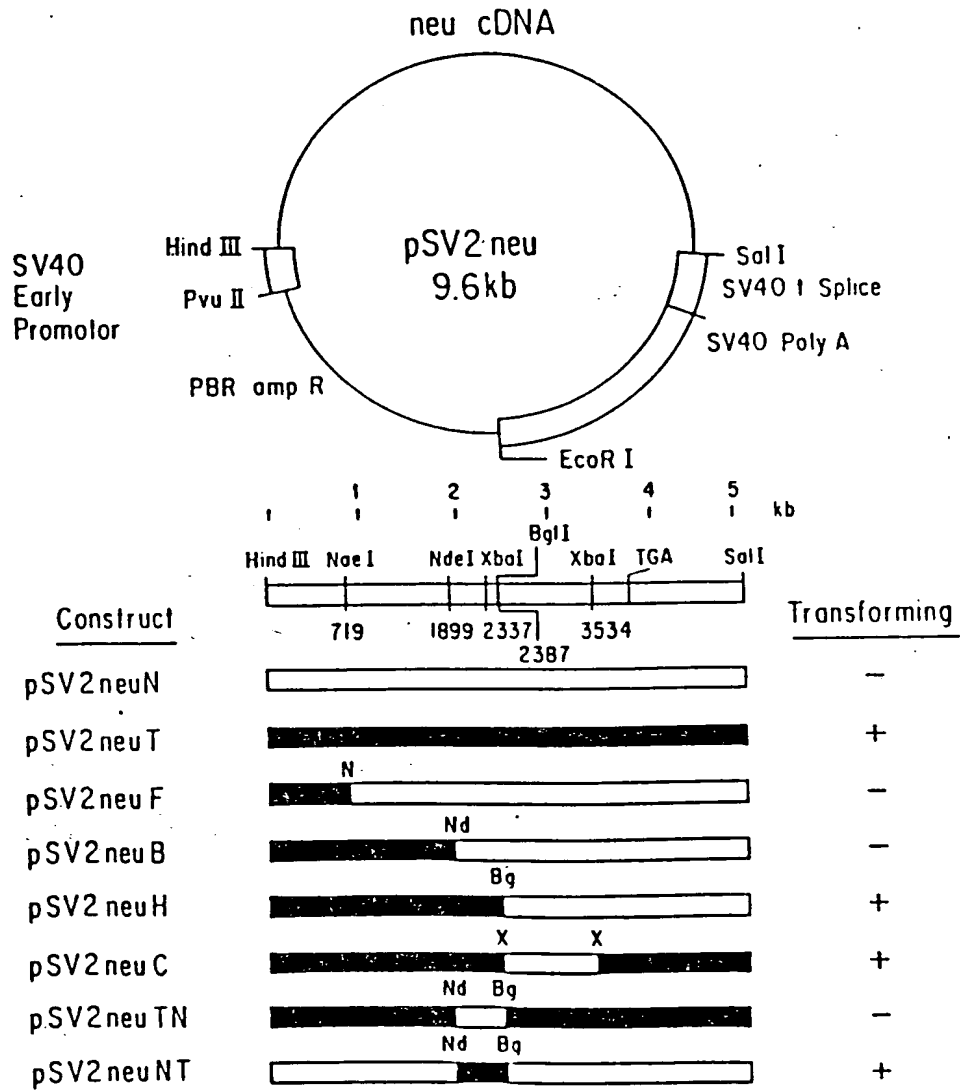 neu cDNA
Hind III
SV40
Early
Promotor
Pvu II
pSV2 neu
9.6kb
Sal I
SV40 t Splice
SV40 Poly A
PBR amp R
EcoR I
1 2 3 4 5 kb
BglI
Hind III NaeI NdeI XbaI XbaI TGA SalI
Construct
719 1899 2337 3534
2387
Transforming
pSV2neuN −
pSV2neuT +
N
pSV2neuF −
Nd
pSV2neuB −
Bg
pSV2neuH +
X X
pSV2neuC +
Nd Bg
pSV2neuTN −
Nd Bg
pSV2neuNT +